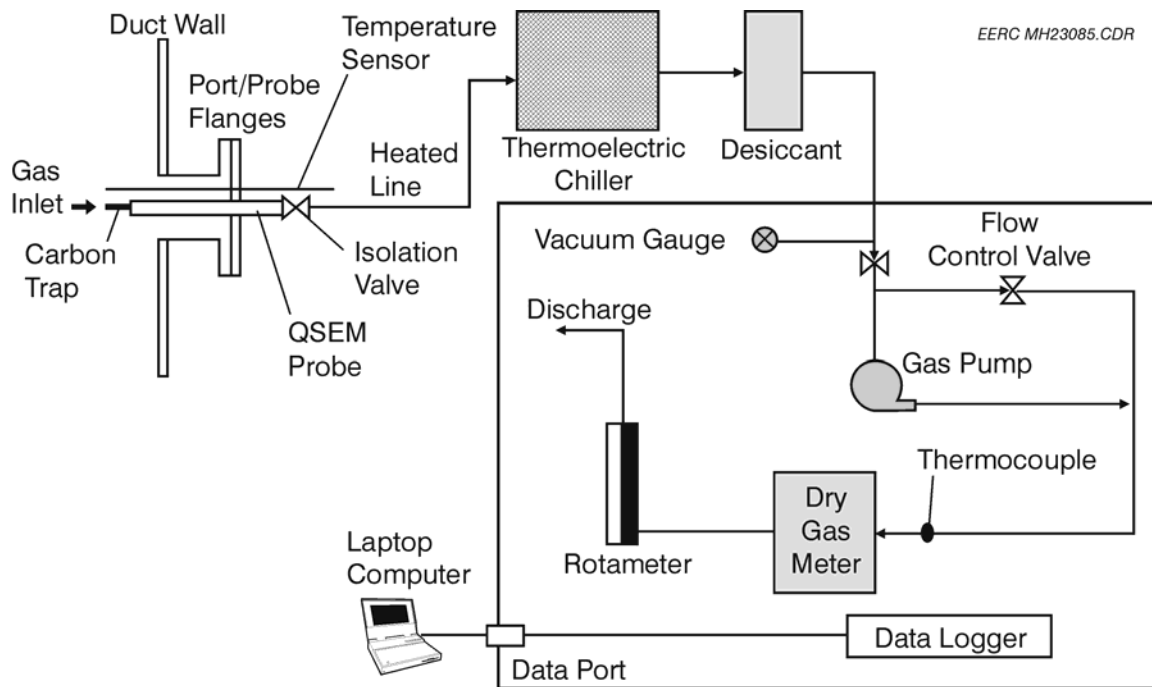 Duct Wall
Temperature
Sensor
EERC MH23085.CDR
Port/Probe
Flanges
Gas
Inlet
Heated
Line
Thermoelectric
Chiller
Desiccant
Carbon
Trap
Isolation
Valve
QSEM
Probe
Vacuum Gauge
Flow
Control Valve
Discharge
Gas Pump
Thermocouple
Dry
Gas
Meter
Rotameter
Laptop
Computer
Data Logger
Data Port